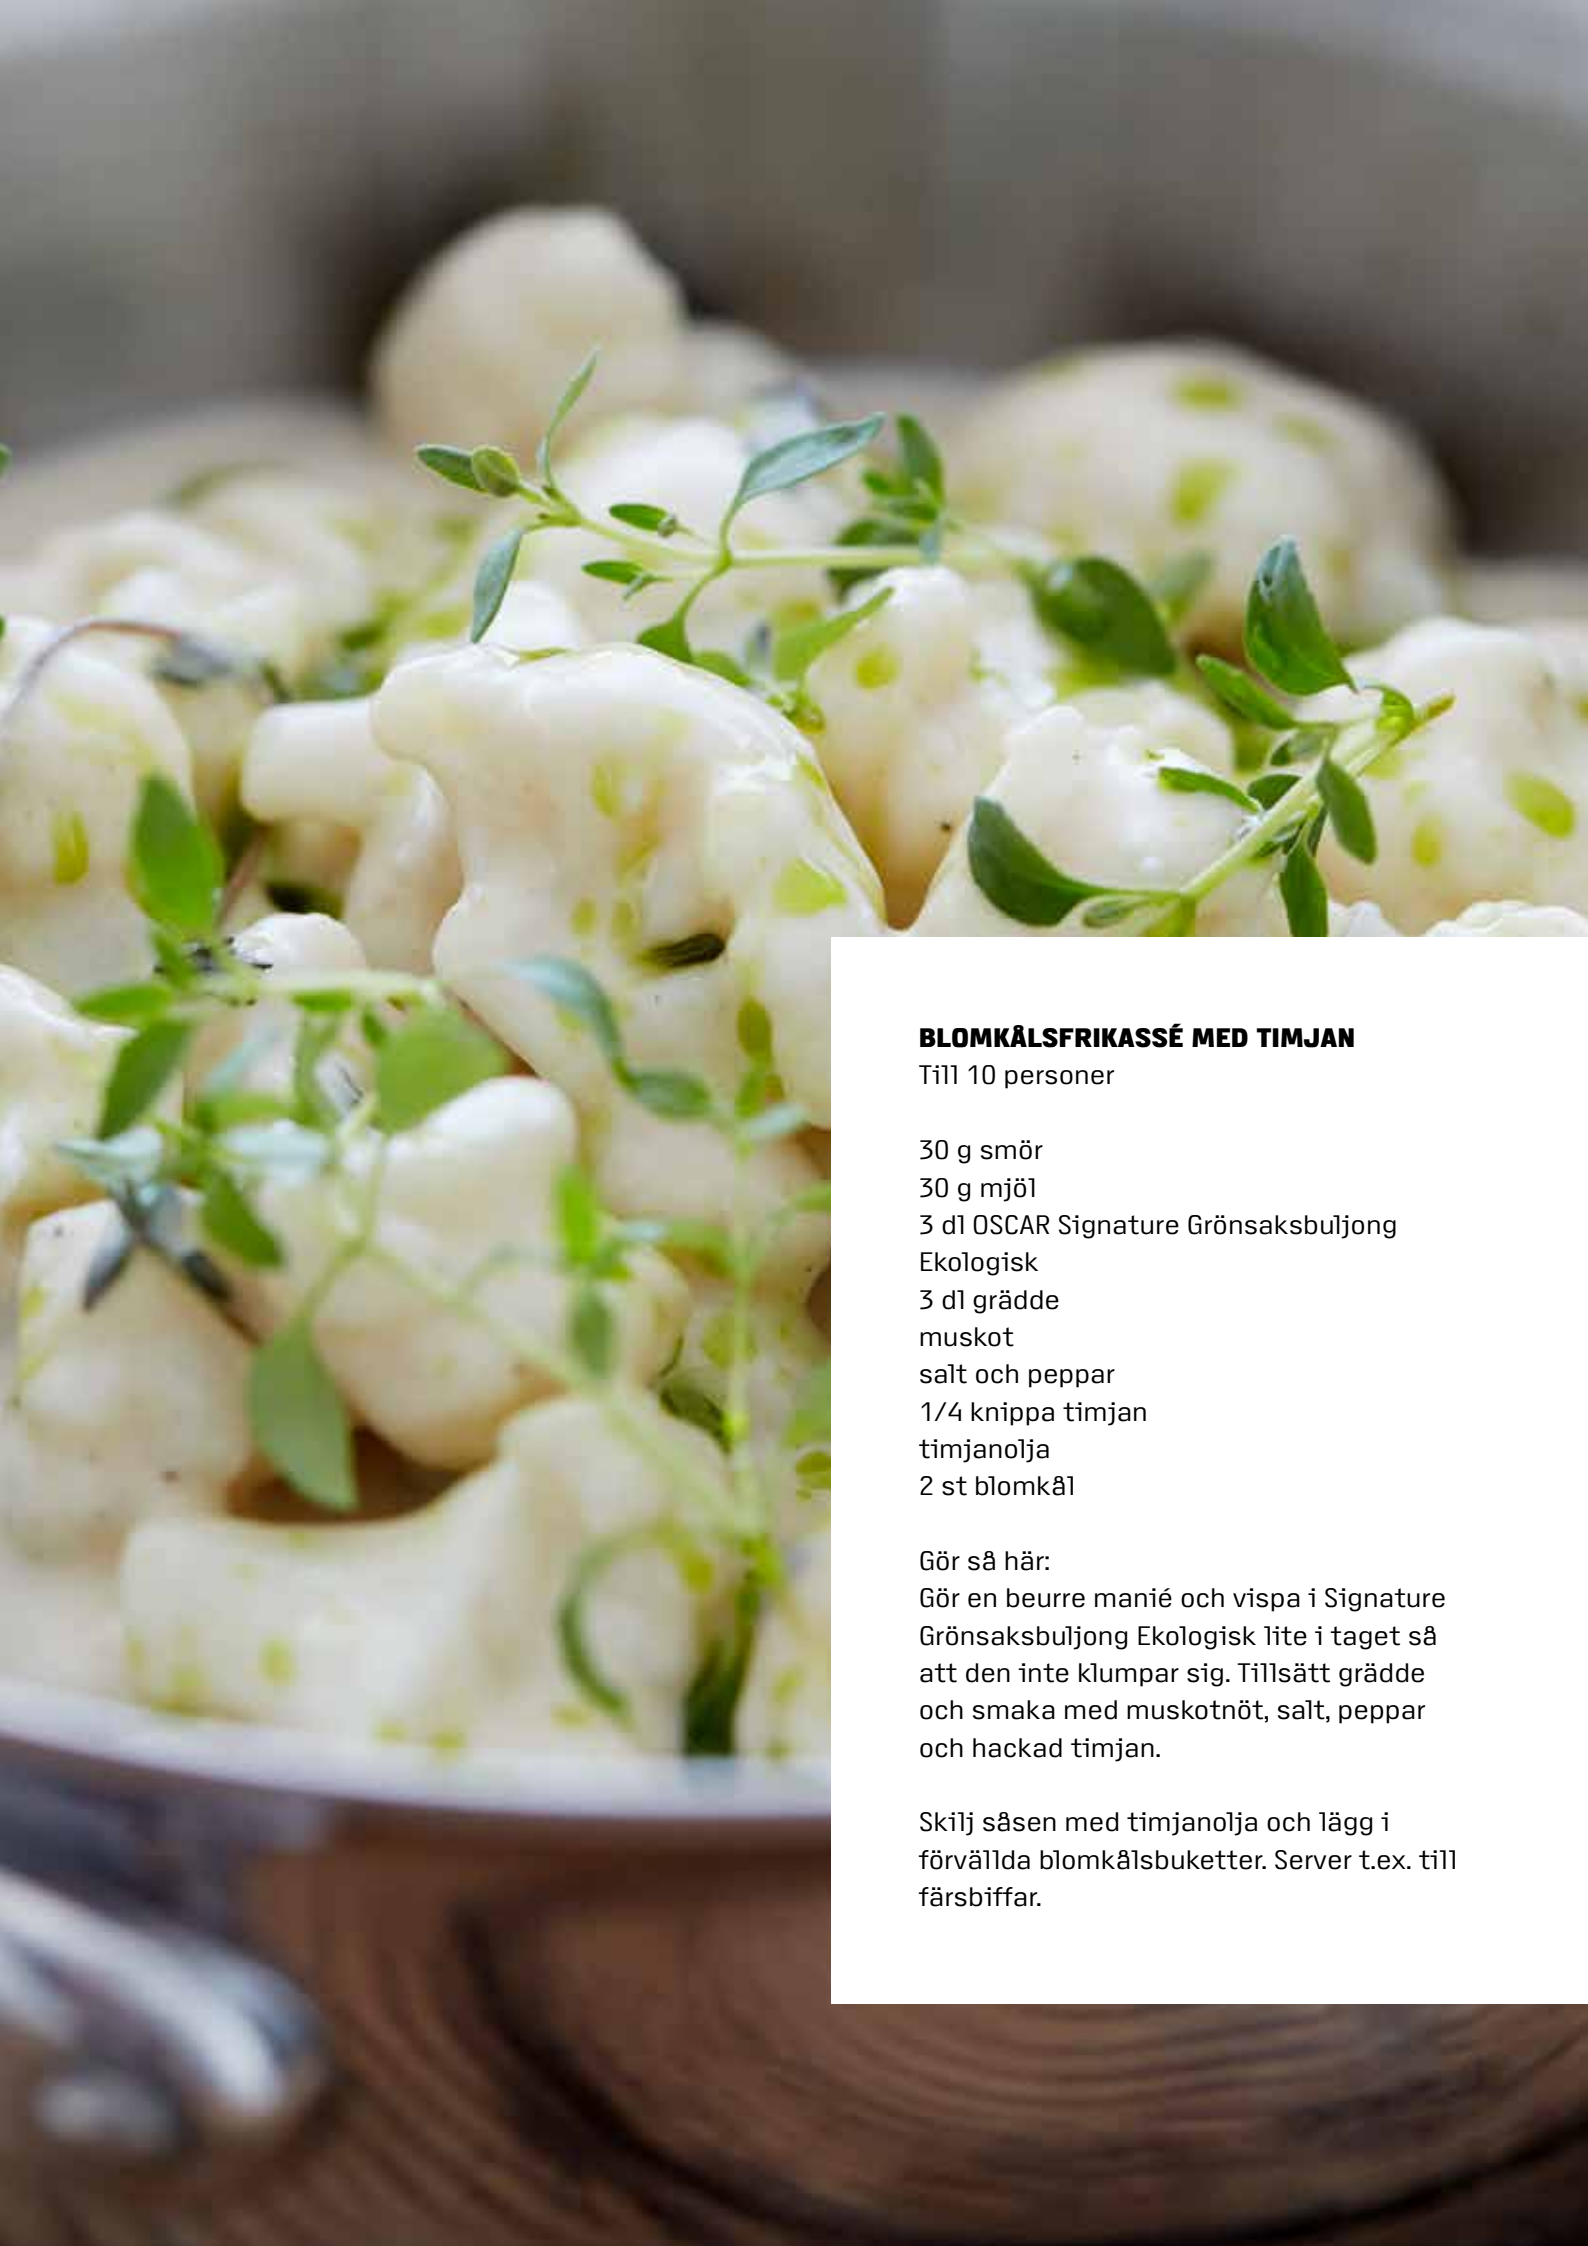 BLOMKÅLSFRIKASSÉ MED TIMJAN
Till 10 personer
30 g smör
30 g mjöl
3 dl OSCAR Signature Grönsaksbuljong
Ekologisk
3 dl grädde
muskot
salt och peppar
1/4 knippa timjan
timjanolja
2 st blomkål
Gör så här:
Gör en beurre manié och vispa i Signature
Grönsaksbuljong Ekologisk lite i taget så
att den inte klumpar sig. Tillsätt grädde
och smaka med muskotnöt, salt, peppar
och hackad timjan.
Skilj såsen med timjanolja och lägg i
förvällda blomkålsbuketter. Server t.ex. till
färsbiffar.